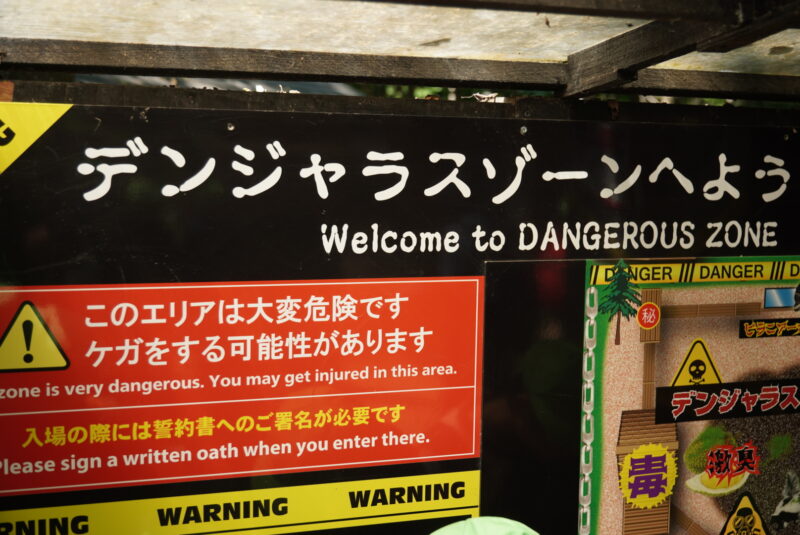 デンジャラスゾーンへよう
Welcome to DANGEROUS ZONE
このエリアは大変危険です
ケガをする可能性があります
zone is very dangerous. You may get injured in this area.
入場の際には誓約書へのご署名が必要です
Please sign a written oath when you enter there.
WARNING WARNING
DANGER DANGER
秘
デンジャラス
毒
激臭